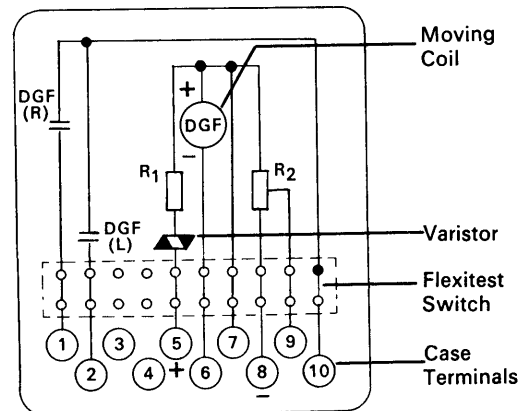 Moving
Coil
DGF
(R)
+
DGF
−
R1
R2
DGF
(L)
Varistor
Flexitest
Switch
1
2
3
4
5
+
6
7
8
−
9
10
Case
Terminals